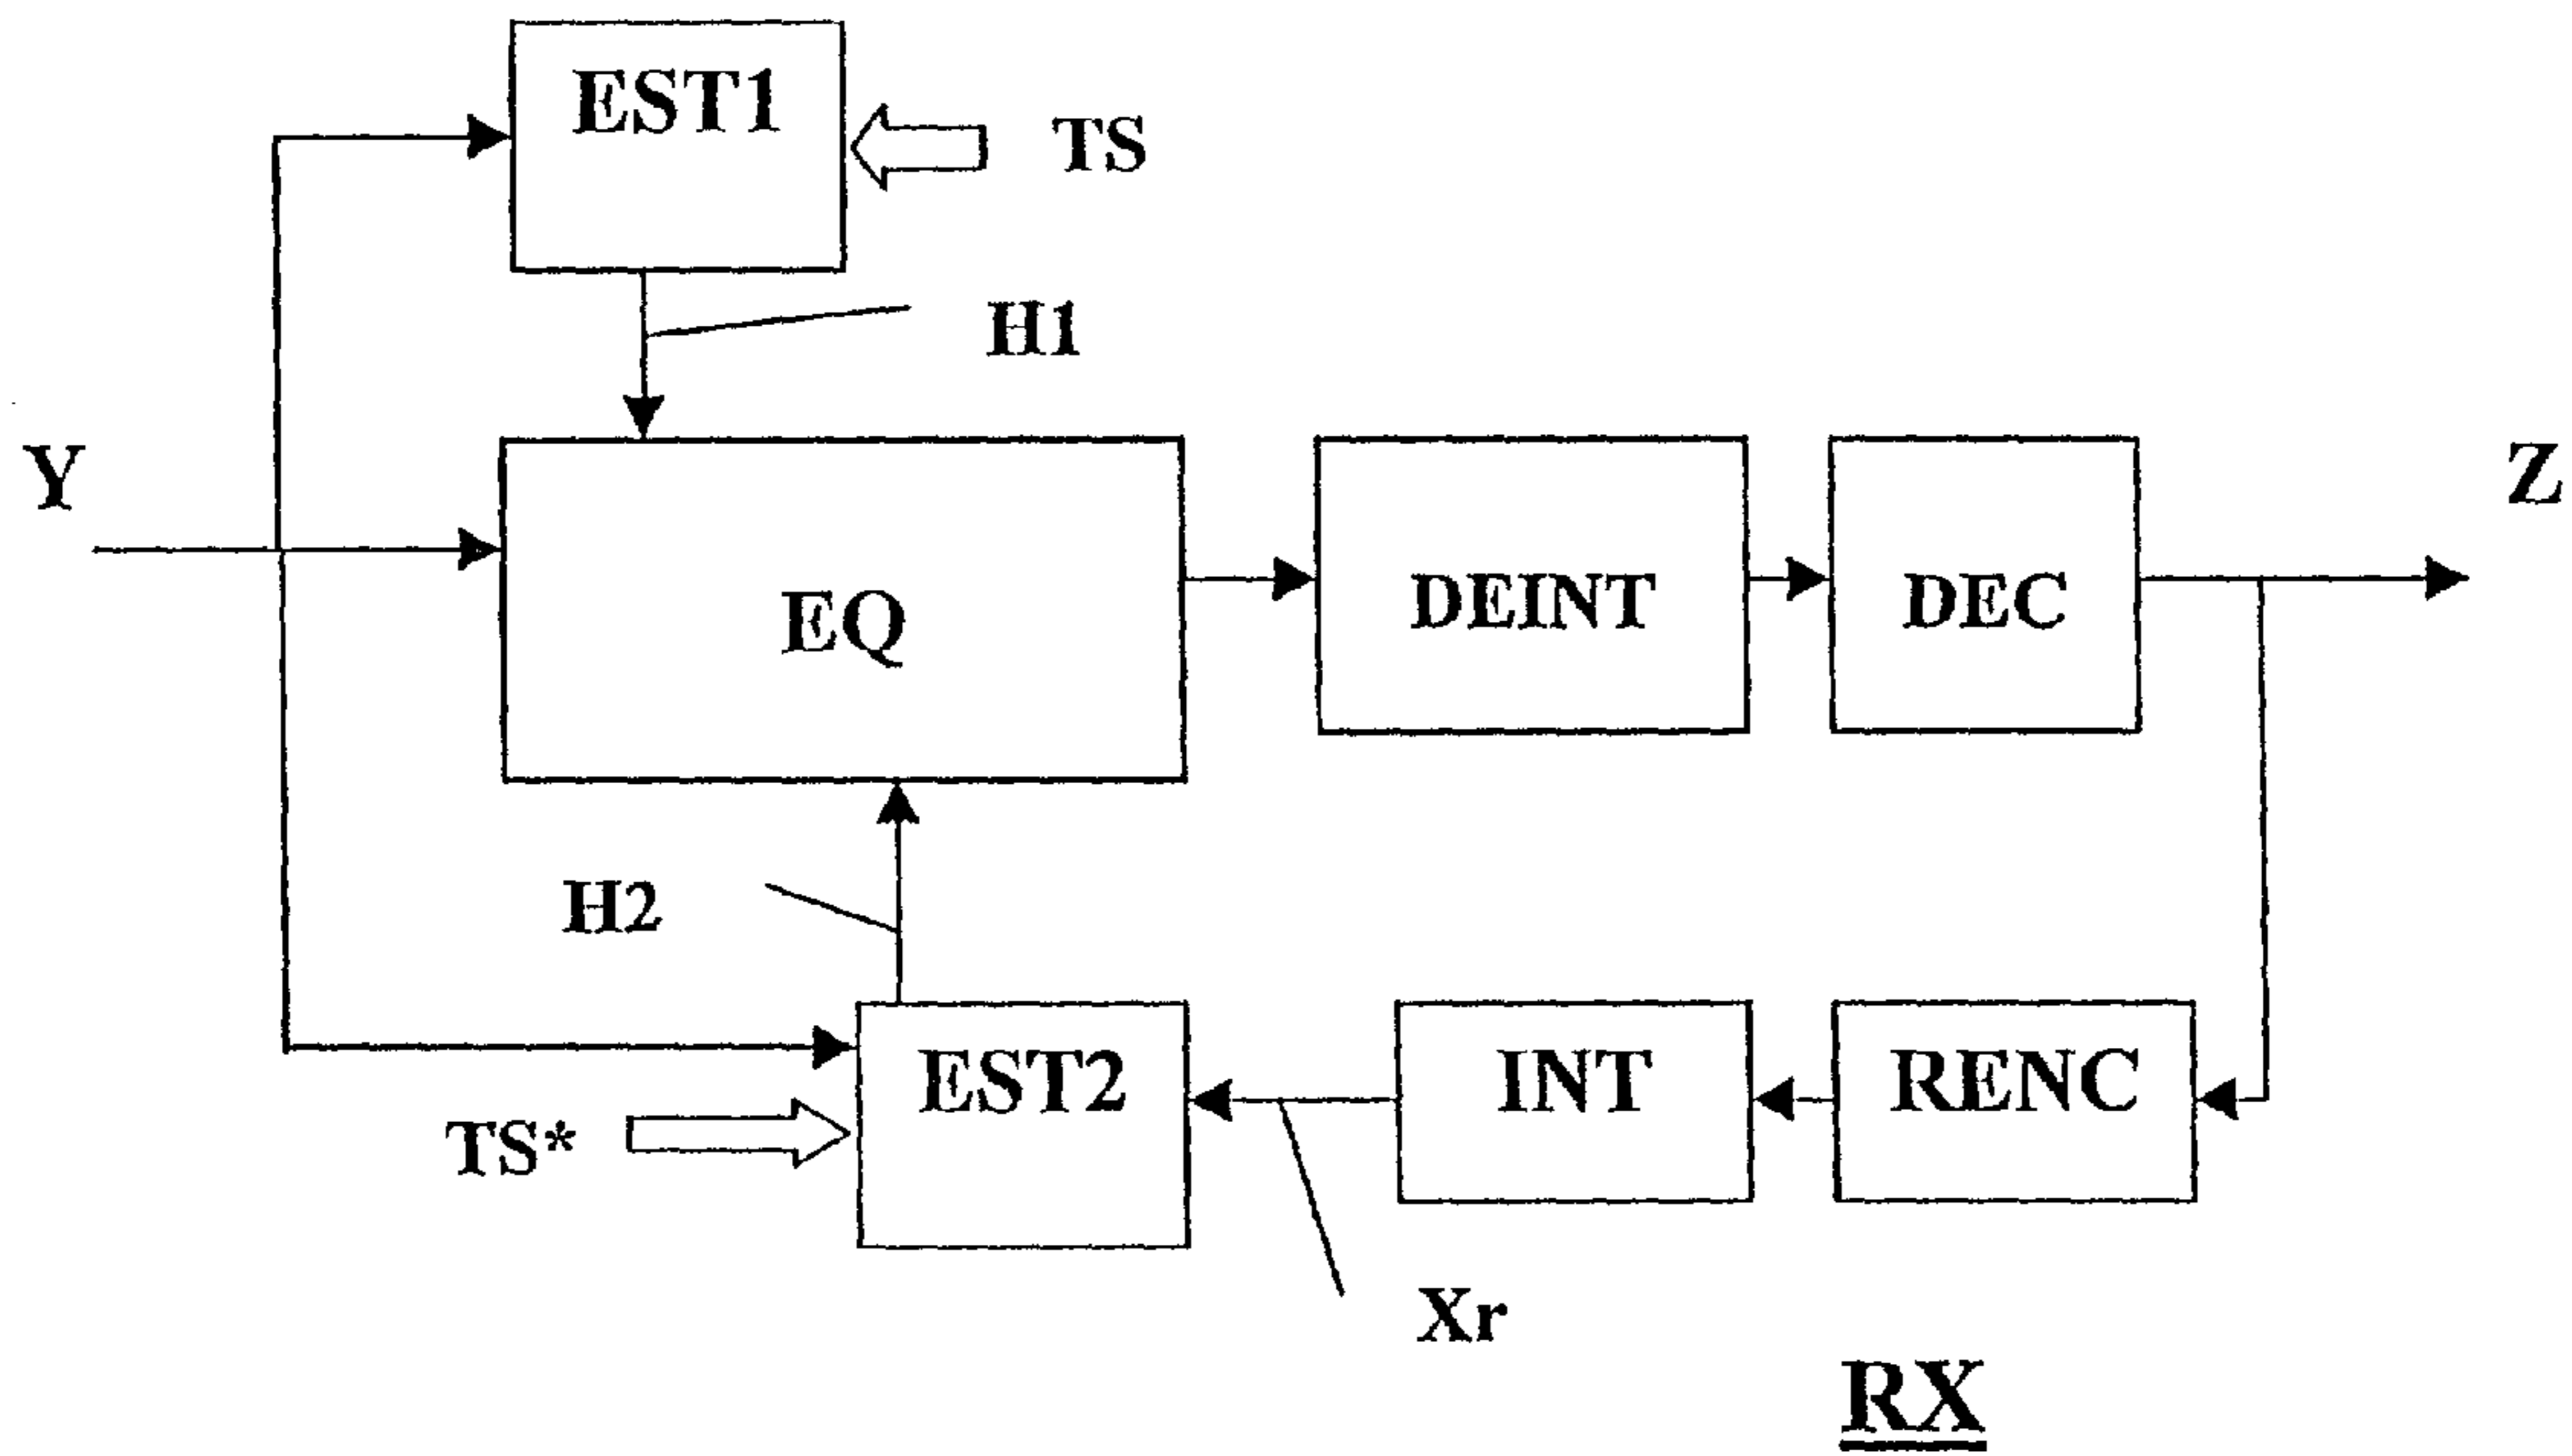 EST1
TS
H1
Y
Z
EQ
DEINT
DEC
H2
EST2
INT
RENC
TS*
Xr
RX